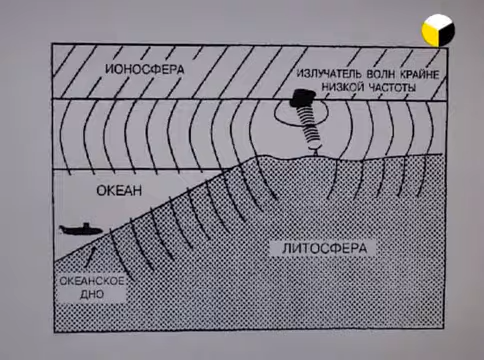 ИОНОСФЕРА
ИЗЛУЧАТЕЛЬ ВОЛН КРАЙНЕ
НИЗКОЙ ЧАСТОТЫ
ОКЕАН
ЛИТОСФЕРА
ОКЕАНСКОЕ
ДНО